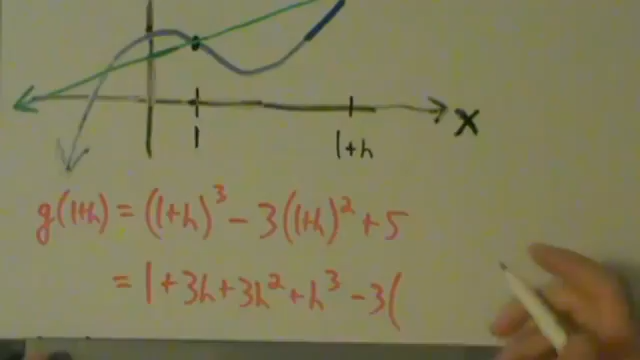 x
1
1+h
g(1+h) = (1+h)³ - 3(1+h)² + 5
= 1+3h+3h²+h³ - 3(